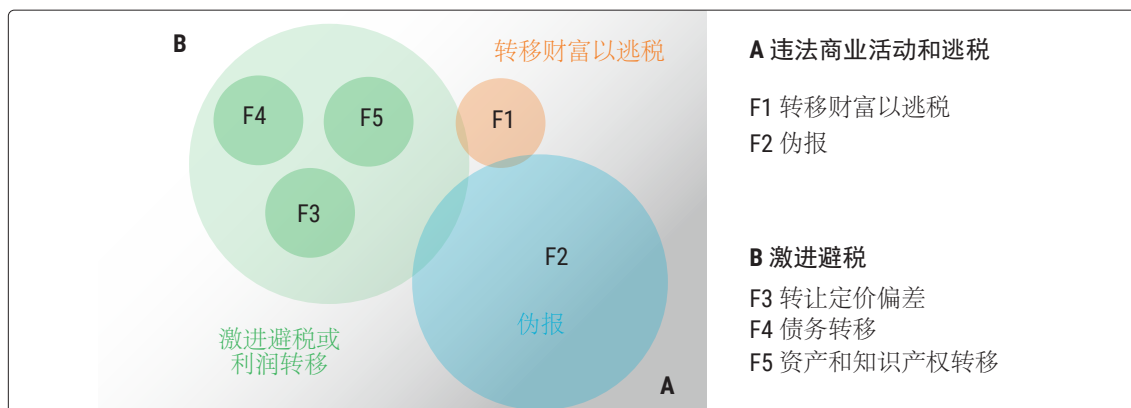 B
转移财富以逃税
F4
F5
F1
F3
F2
伪报
激进避税或
利润转移
A
A 违法商业活动和逃税
F1 转移财富以逃税
F2 伪报
B 激进避税
F3 转让定价偏差
F4 债务转移
F5 资产和知识产权转移